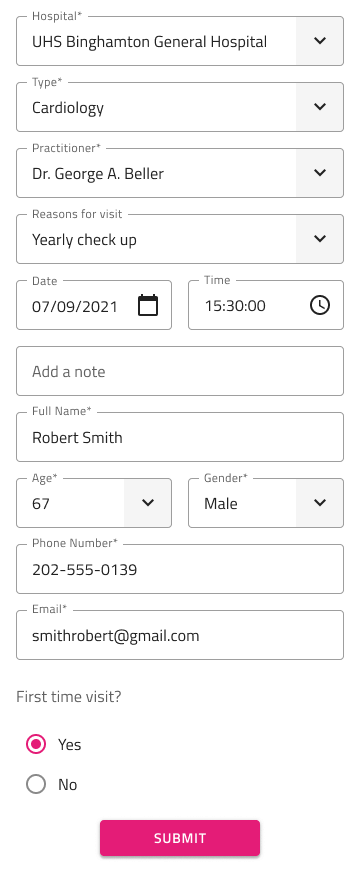 Hospital*
UHS Binghamton General Hospital
Type*
Cardiology
Practitioner*
Dr. George A. Beller
Reasons for visit
Yearly check up
Date
07/09/2021
Time
15:30:00
Add a note
Full Name*
Robert Smith
Age*
67
Gender*
Male
Phone Number*
202-555-0139
Email*
smithrobert@gmail.com
First time visit?
Yes
No
SUBMIT